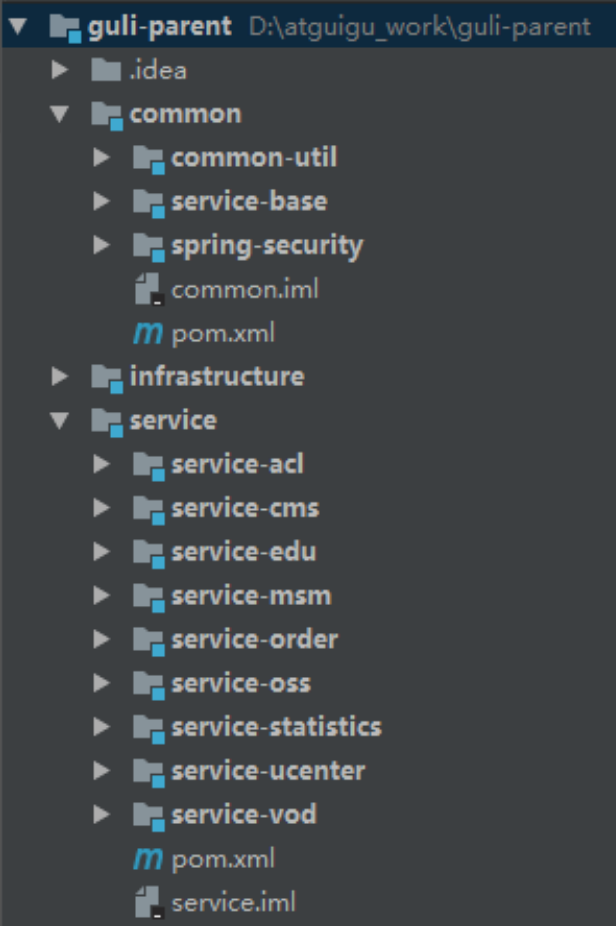 guli-parent D:\atguigu_work\guli-parent
.idea
common
common-util
service-base
spring-security
common.iml
pom.xml
infrastructure
service
service-acl
service-cms
service-edu
service-msm
service-order
service-oss
service-statistics
service-ucenter
service-vod
pom.xml
service.iml